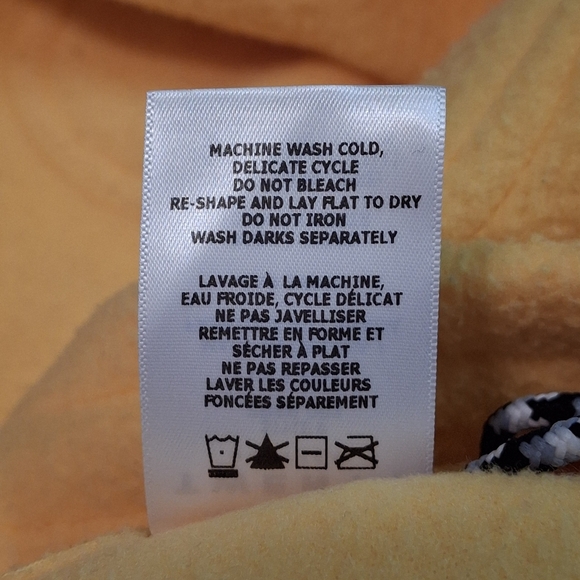 MACHINE WASH COLD,
DELICATE CYCLE
DO NOT BLEACH
RE-SHAPE AND LAY FLAT TO DRY
DO NOT IRON
WASH DARKS SEPARATELY
LAVAGE À LA MACHINE,
EAU FROIDE, CYCLE DÉLICAT
NE PAS JAVELLISER
REMETTRE EN FORME ET
SÉCHER À PLAT
NE PAS REPASSER
LAVER LES COULEURS
FONCÉES SÉPAREMENT